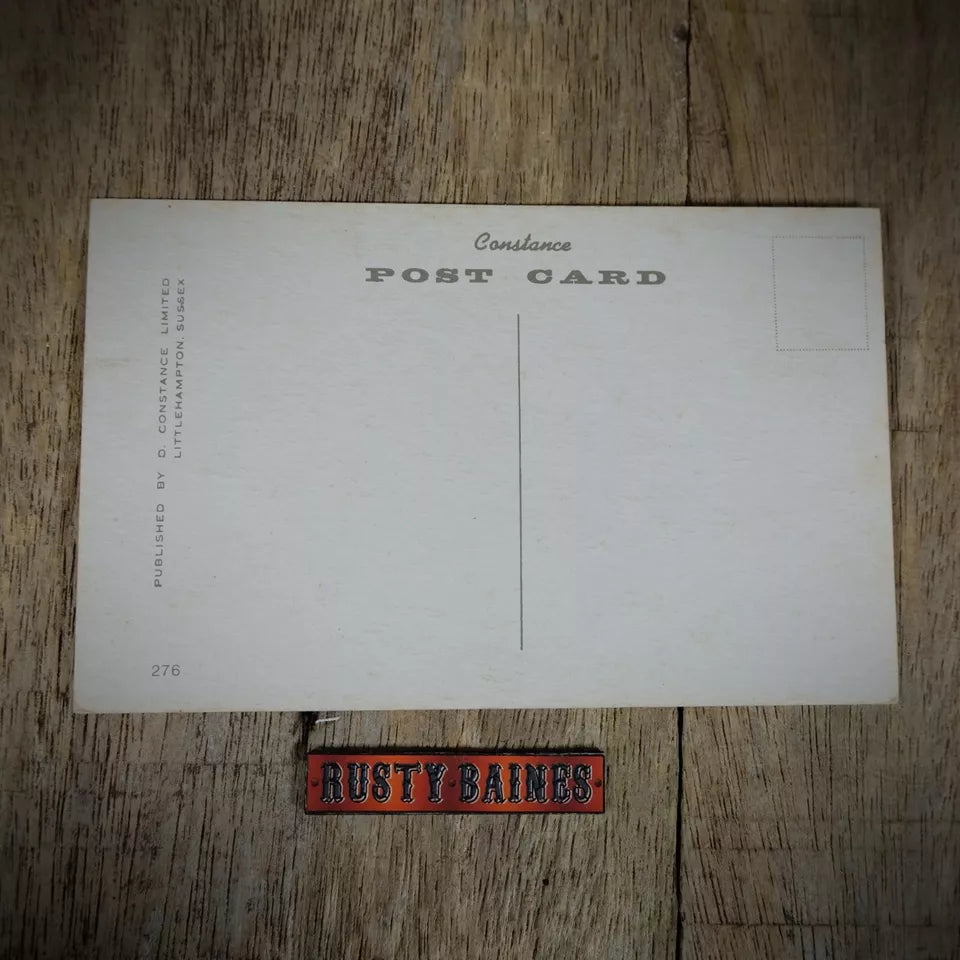 Constance
POST CARD
PUBLISHED BY D. CONSTANCE LIMITED
LITTLEHAMPTON, SUSSEX
276
RUSTY BAINES